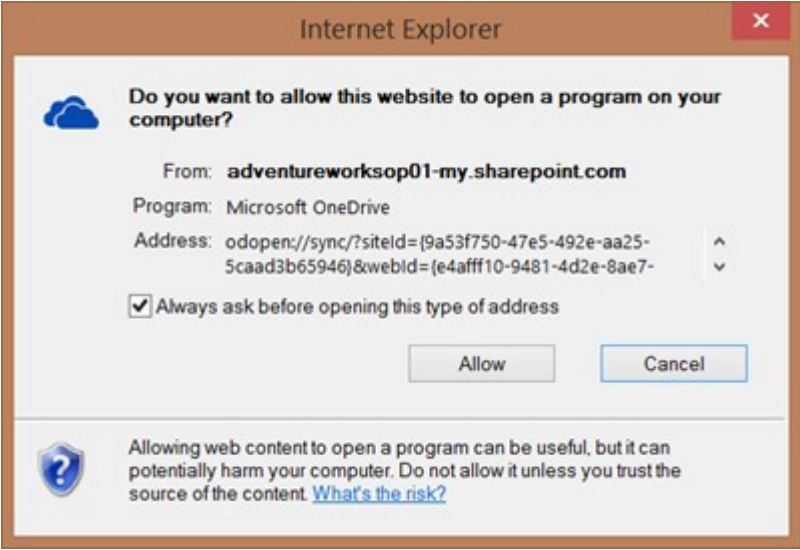 Internet Explorer
Do you want to allow this website to open a program on your
computer?
From: adventureworksop01-my.sharepoint.com
Program: Microsoft OneDrive
Address: odopen://sync/?siteId={9a53f750-47e5-492e-aa25-
5caad3b65946}&webId={e4afff10-9481-4d2e-8ae7-
Always ask before opening this type of address
Allow Cancel
Allowing web content to open a program can be useful, but it can
potentially harm your computer. Do not allow it unless you trust the
source of the content. What's the risk?